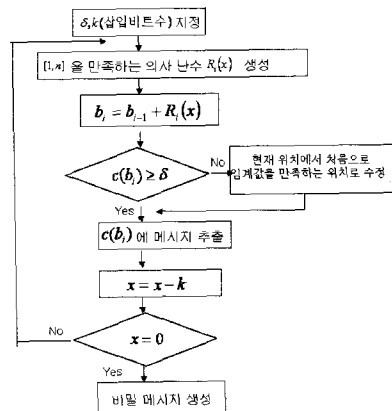 δ,k(삽입비트수) 지정
[1,n] 을 만족하는 의사 난수 Rᵢ(x) 생성
bᵢ = bᵢ₋₁ + Rᵢ(x)
c(bᵢ) ≥ δ
No
현재 위치에서 처음으로
임계값을 만족하는 위치로 수정
Yes
c(bᵢ) 에 메시지 추출
x = x − k
No
x = 0
Yes
비밀 메시지 생성